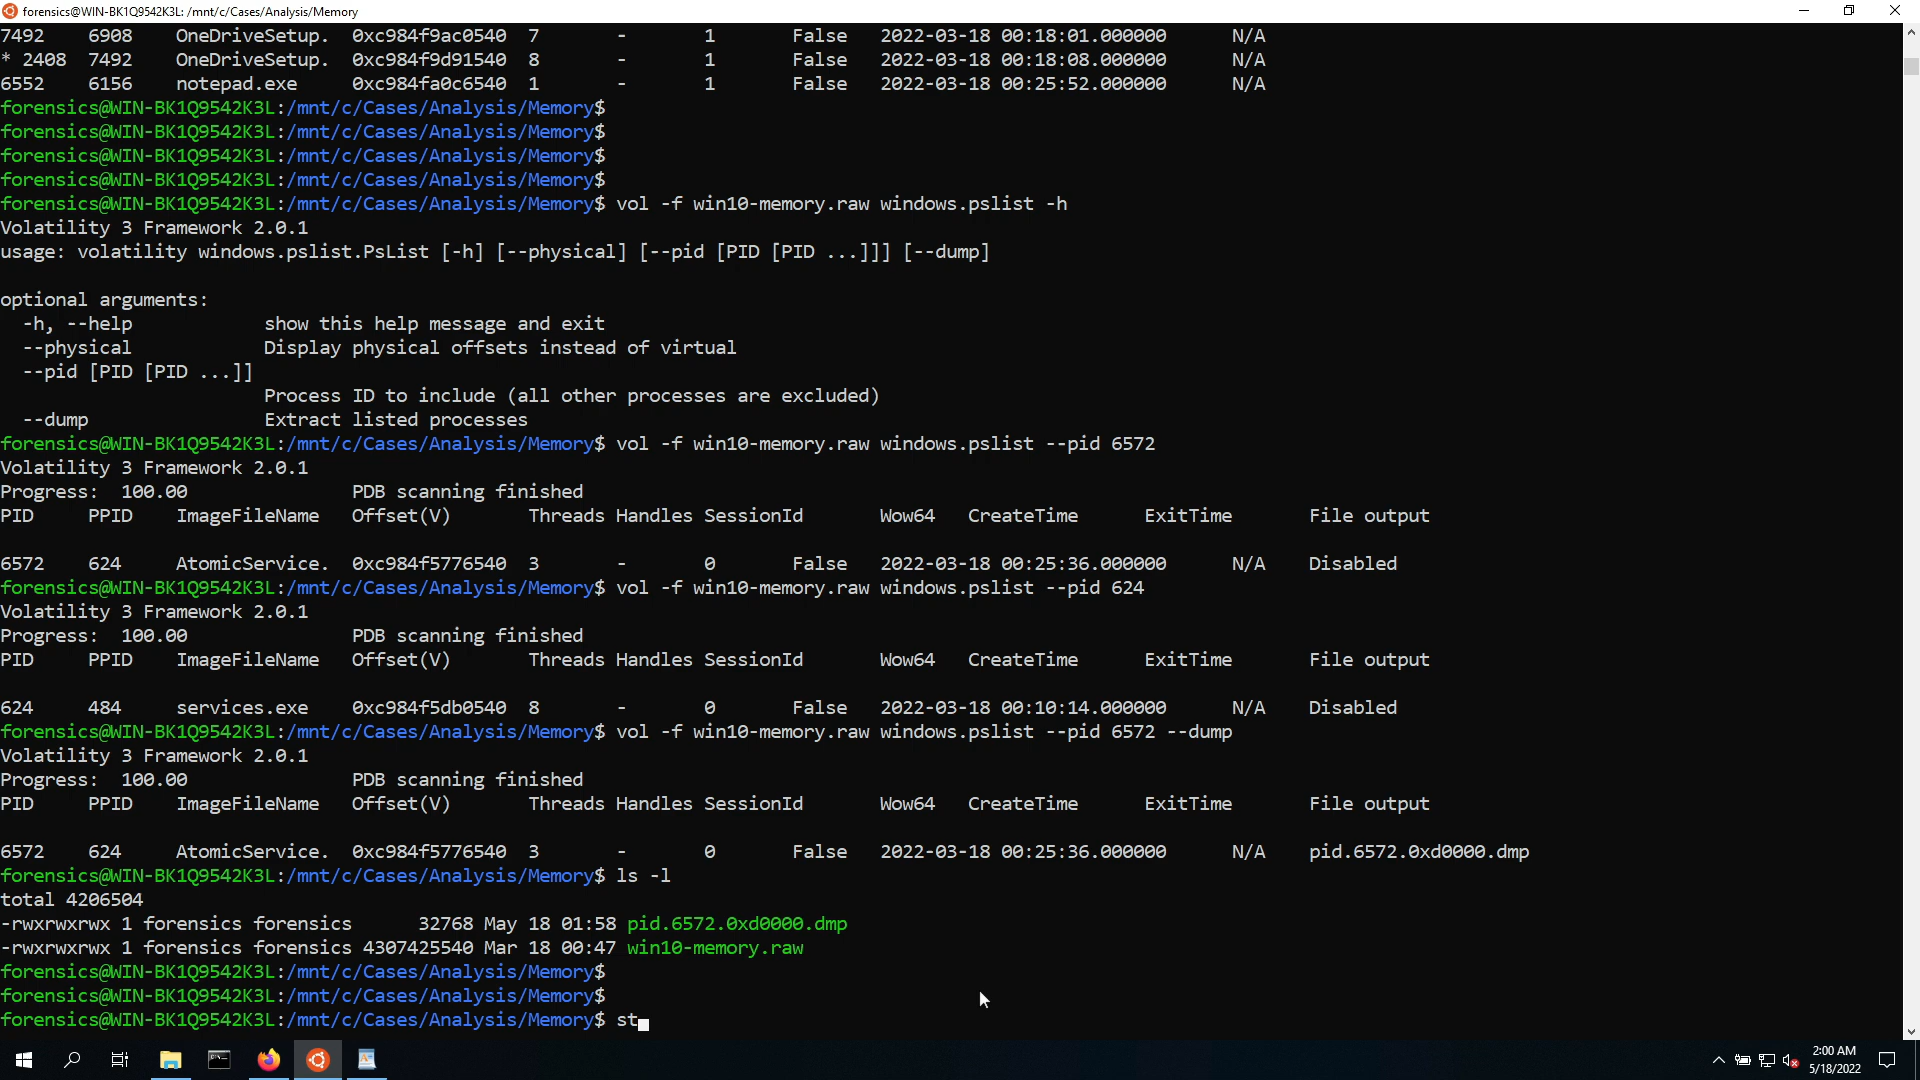 forensics@WIN-BK1Q9542K3L: /mnt/c/Cases/Analysis/Memory
7492 6908 OneDriveSetup. 0xc984f9ac0540 7 - 1 False 2022-03-18 00:18:01.000000 N/A
* 2408 7492 OneDriveSetup. 0xc984f9d91540 8 - 1 False 2022-03-18 00:18:08.000000 N/A
6552 6156 notepad.exe 0xc984fa0c6540 1 - 1 False 2022-03-18 00:25:52.000000 N/A
forensics@WIN-BK1Q9542K3L:/mnt/c/Cases/Analysis/Memory$
forensics@WIN-BK1Q9542K3L:/mnt/c/Cases/Analysis/Memory$
forensics@WIN-BK1Q9542K3L:/mnt/c/Cases/Analysis/Memory$
forensics@WIN-BK1Q9542K3L:/mnt/c/Cases/Analysis/Memory$
forensics@WIN-BK1Q9542K3L:/mnt/c/Cases/Analysis/Memory$ vol -f win10-memory.raw windows.pslist -h
Volatility 3 Framework 2.0.1
usage: volatility windows.pslist.PsList [-h] [--physical] [--pid [PID [PID ...]]] [--dump]
optional arguments:
-h, --help show this help message and exit
--physical Display physical offsets instead of virtual
--pid [PID [PID ...]]
Process ID to include (all other processes are excluded)
--dump Extract listed processes
forensics@WIN-BK1Q9542K3L:/mnt/c/Cases/Analysis/Memory$ vol -f win10-memory.raw windows.pslist --pid 6572
Volatility 3 Framework 2.0.1
Progress: 100.00 PDB scanning finished
PID PPID ImageFileName Offset(V) Threads Handles SessionId Wow64 CreateTime ExitTime File output
6572 624 AtomicService. 0xc984f5776540 3 - 0 False 2022-03-18 00:25:36.000000 N/A Disabled
forensics@WIN-BK1Q9542K3L:/mnt/c/Cases/Analysis/Memory$ vol -f win10-memory.raw windows.pslist --pid 624
Volatility 3 Framework 2.0.1
Progress: 100.00 PDB scanning finished
PID PPID ImageFileName Offset(V) Threads Handles SessionId Wow64 CreateTime ExitTime File output
624 484 services.exe 0xc984f5db0540 8 - 0 False 2022-03-18 00:10:14.000000 N/A Disabled
forensics@WIN-BK1Q9542K3L:/mnt/c/Cases/Analysis/Memory$ vol -f win10-memory.raw windows.pslist --pid 6572 --dump
Volatility 3 Framework 2.0.1
Progress: 100.00 PDB scanning finished
PID PPID ImageFileName Offset(V) Threads Handles SessionId Wow64 CreateTime ExitTime File output
6572 624 AtomicService. 0xc984f5776540 3 - 0 False 2022-03-18 00:25:36.000000 N/A pid.6572.0xd0000.dmp
forensics@WIN-BK1Q9542K3L:/mnt/c/Cases/Analysis/Memory$ ls -l
total 4206504
-rwxrwxrwx 1 forensics forensics 32768 May 18 01:58 pid.6572.0xd0000.dmp
-rwxrwxrwx 1 forensics forensics 4307425540 Mar 18 00:47 win10-memory.raw
forensics@WIN-BK1Q9542K3L:/mnt/c/Cases/Analysis/Memory$
forensics@WIN-BK1Q9542K3L:/mnt/c/Cases/Analysis/Memory$
forensics@WIN-BK1Q9542K3L:/mnt/c/Cases/Analysis/Memory$ st
2:00 AM
5/18/2022